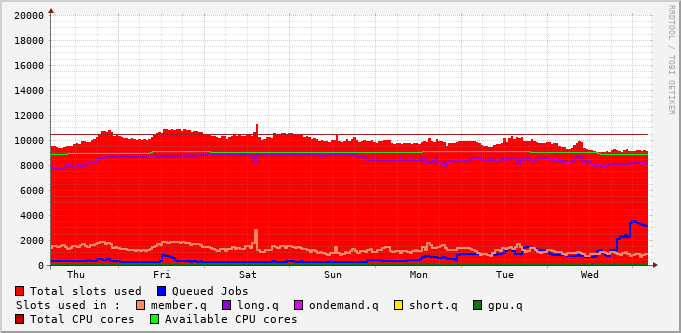 20000
18000
16000
14000
12000
10000
8000
6000
4000
2000
0
Thu Fri Sat Sun Mon Tue Wed
Total slots used Queued Jobs
Slots used in : member.q long.q ondemand.q short.q gpu.q
Total CPU cores Available CPU cores
RRDTOOL / TOBI OETIKER